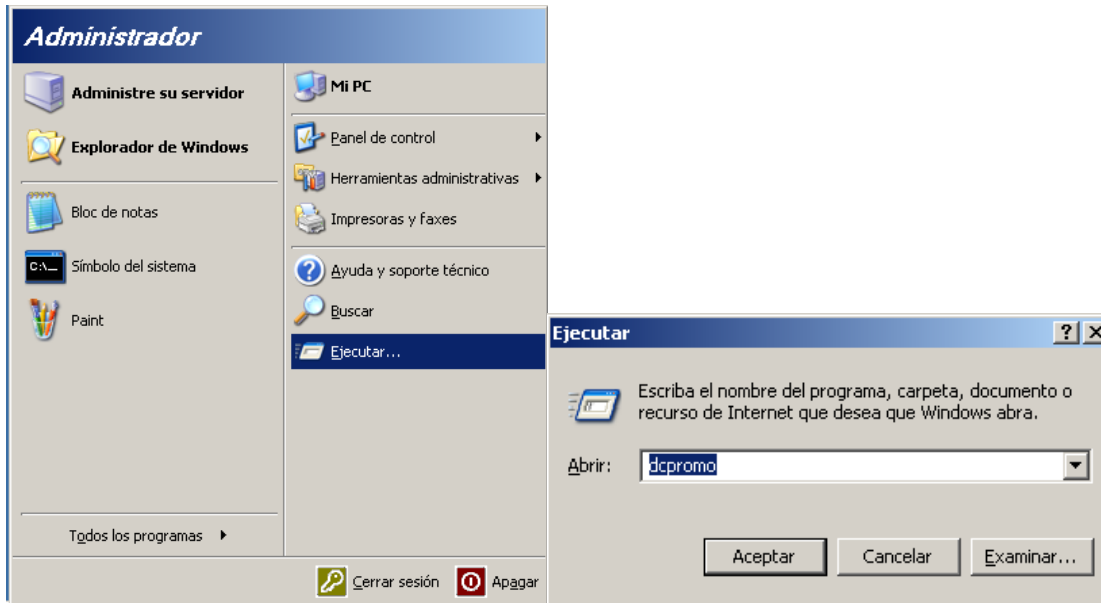 Administrador
Administre su servidor
Explorador de Windows
Bloc de notas
C:\_
Símbolo del sistema
Paint
Todos los programas
Mi PC
Panel de control
Herramientas administrativas
Impresoras y faxes
Ayuda y soporte técnico
Buscar
Ejecutar...
Cerrar sesión
Apagar
Ejecutar
Escriba el nombre del programa, carpeta, documento o
recurso de Internet que desea que Windows abra.
Abrir:
dcpromo
Aceptar
Cancelar
Examinar...